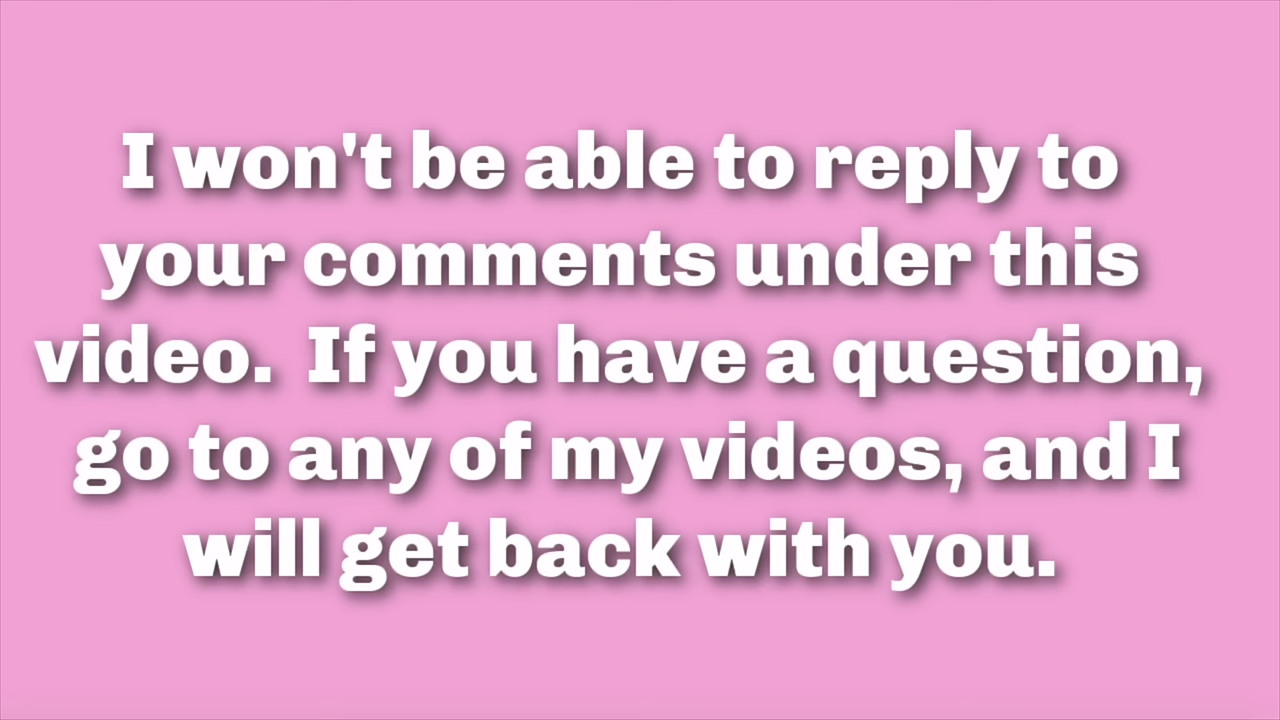 I won't be able to reply to
your comments under this
video.  If you have a question,
go to any of my videos, and I
will get back with you.